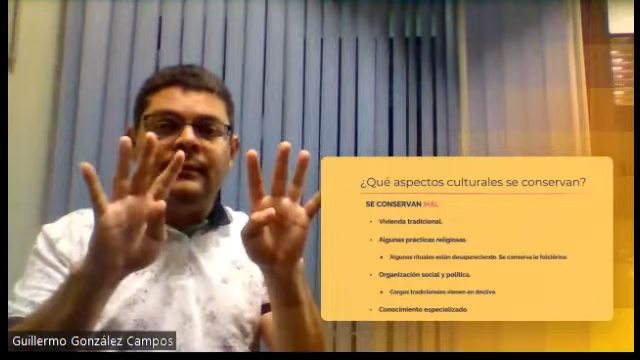 ¿Qué aspectos culturales se conservan?
SE CONSERVAN MAL
• Vivienda tradicional.
• Algunas prácticas religiosas.
• Algunos rituales están desapareciendo. Se conserva lo folclórico.
• Organización social y política.
• Cargos tradicionales vienen en declive.
• Conocimiento especializado.
Guillermo González Campos